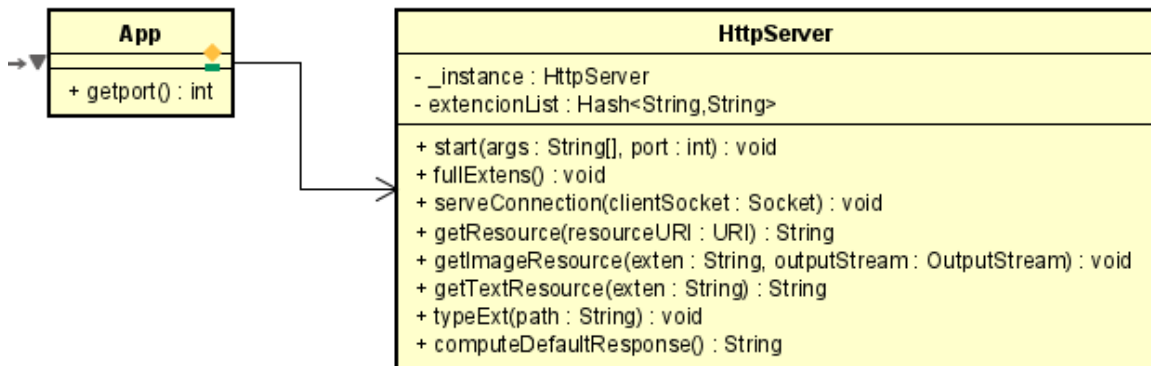 App
+ getport() : int
HttpServer
- _instance : HttpServer
- extencionList : Hash<String,String>
+ start(args : String[], port : int) : void
+ fullExtens() : void
+ serveConnection(clientSocket : Socket) : void
+ getResource(resourceURI : URI) : String
+ getImageResource(exten : String, outputStream : OutputStream) : void
+ getTextResource(exten : String) : String
+ typeExt(path : String) : void
+ computeDefaultResponse() : String